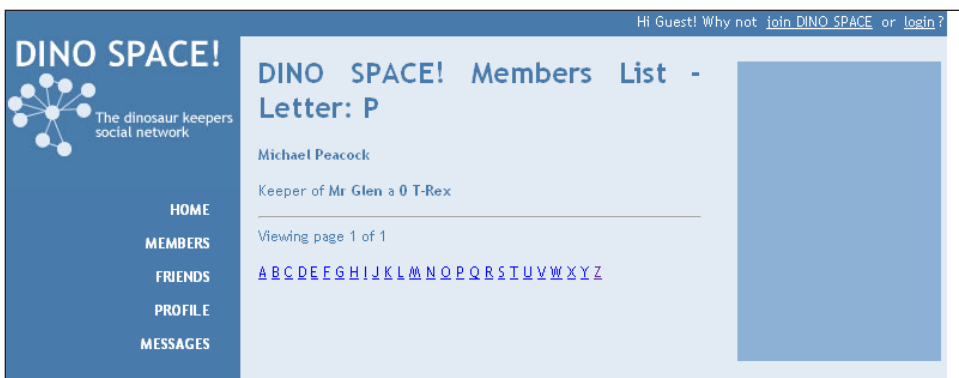 Hi Guest! Why not join DINO SPACE or login?
DINO SPACE!
The dinosaur keepers
social network
HOME
MEMBERS
FRIENDS
PROFILE
MESSAGES
DINO SPACE! Members List -
Letter: P
Michael Peacock
Keeper of Mr Glen a 0 T-Rex
Viewing page 1 of 1
A B C D E F G H I J K L M N O P Q R S T U V W X Y Z